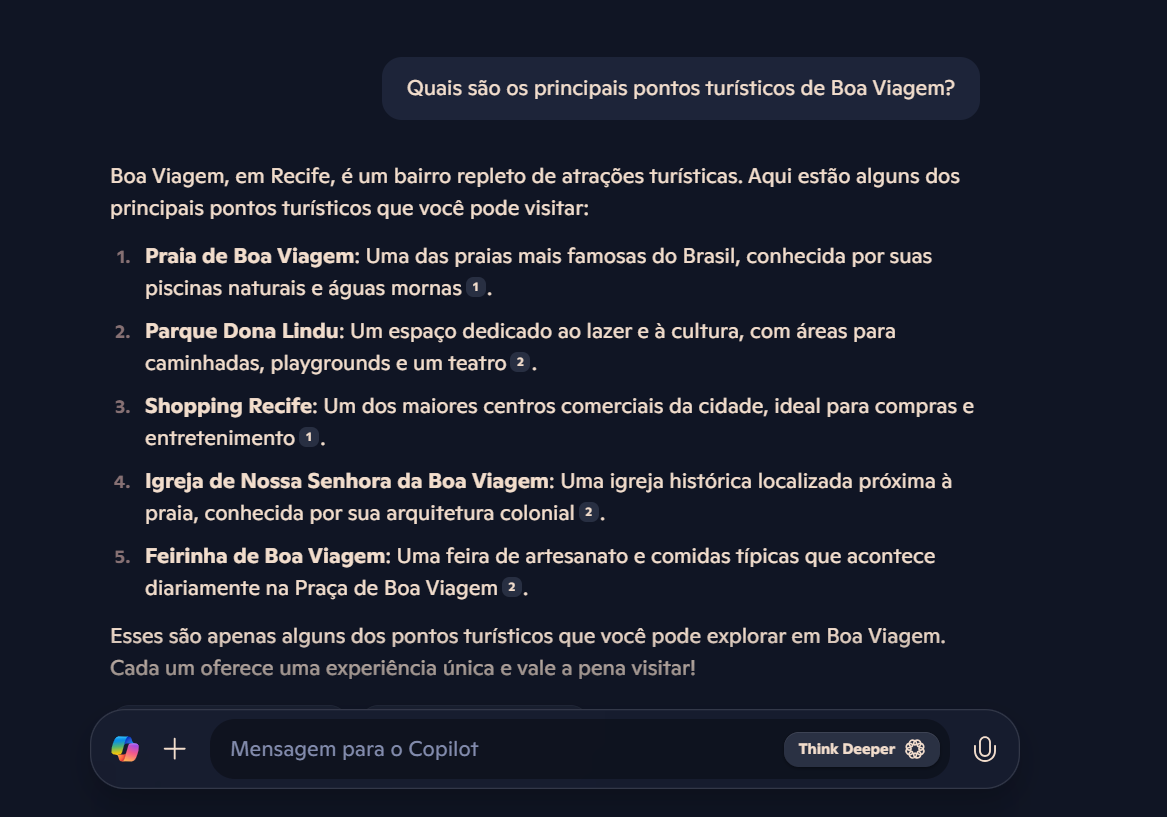 Quais são os principais pontos turísticos de Boa Viagem?
Boa Viagem, em Recife, é um bairro repleto de atrações turísticas. Aqui estão alguns dos
principais pontos turísticos que você pode visitar:
1. Praia de Boa Viagem: Uma das praias mais famosas do Brasil, conhecida por suas
piscinas naturais e águas mornas 1 .
2. Parque Dona Lindu: Um espaço dedicado ao lazer e à cultura, com áreas para
caminhadas, playgrounds e um teatro 2 .
3. Shopping Recife: Um dos maiores centros comerciais da cidade, ideal para compras e
entretenimento 1 .
4. Igreja de Nossa Senhora da Boa Viagem: Uma igreja histórica localizada próxima à
praia, conhecida por sua arquitetura colonial 2 .
5. Feirinha de Boa Viagem: Uma feira de artesanato e comidas típicas que acontece
diariamente na Praça de Boa Viagem 2 .
Esses são apenas alguns dos pontos turísticos que você pode explorar em Boa Viagem.
Cada um oferece uma experiência única e vale a pena visitar!
Mensagem para o Copilot
Think Deeper